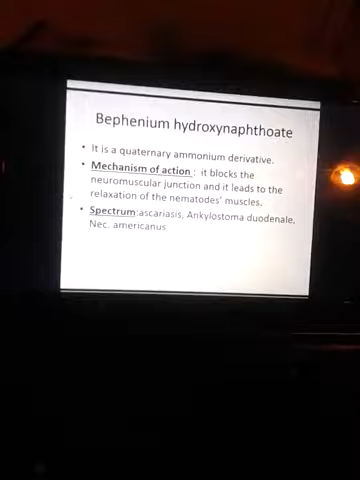 Bephenium hydroxynaphthoate
• It is a quaternary ammonium derivative.
• Mechanism of action : it blocks the
neuromuscular junction and it leads to the
relaxation of the nematodes' muscles.
• Spectrum:ascariasis, Ankylostoma duodenale,
Nec. americanus